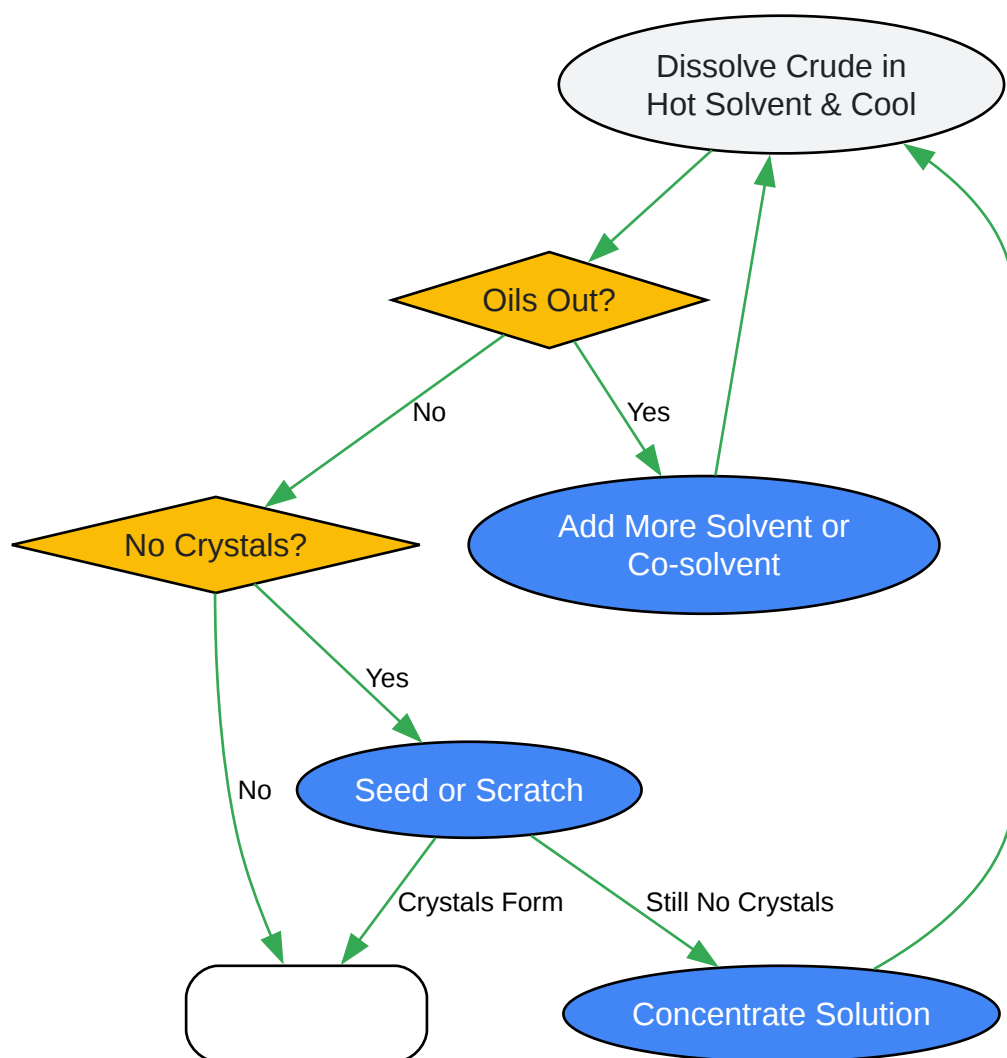 Dissolve Crude in
Hot Solvent & Cool
Oils Out?
No
Yes
No Crystals?
Add More Solvent or
Co-solvent
Yes
No
Seed or Scratch
Crystals Form
Still No Crystals
Concentrate Solution